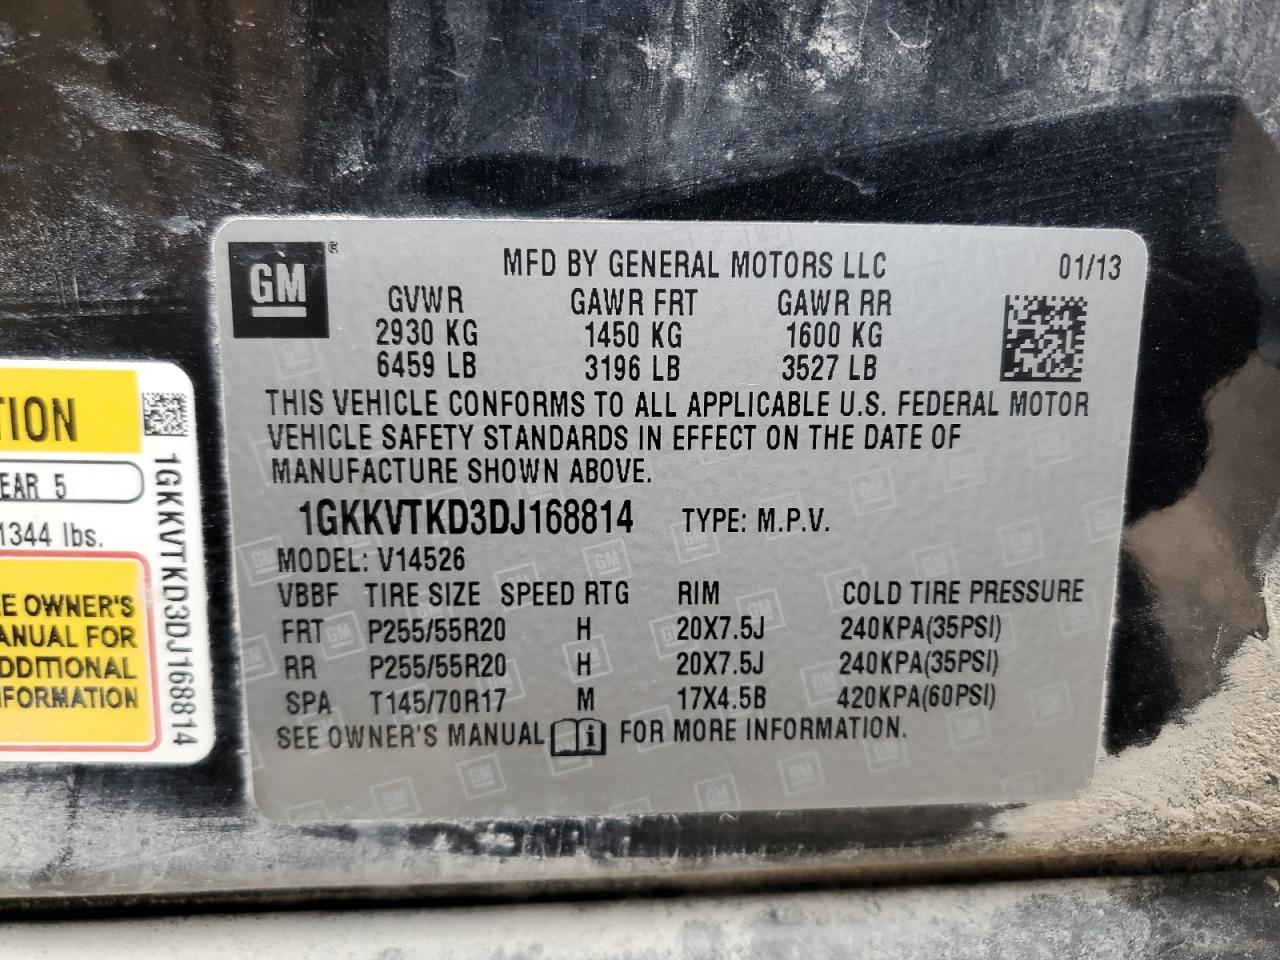 GM ®
MFD BY GENERAL MOTORS LLC 01/13
GVWR GAWR FRT GAWR RR
2930 KG 1450 KG 1600 KG
6459 LB 3196 LB 3527 LB
THIS VEHICLE CONFORMS TO ALL APPLICABLE U.S. FEDERAL MOTOR
VEHICLE SAFETY STANDARDS IN EFFECT ON THE DATE OF
MANUFACTURE SHOWN ABOVE.
1GKKVTKD3DJ168814 TYPE: M.P.V.
MODEL: V14526
VBBF TIRE SIZE SPEED RTG RIM COLD TIRE PRESSURE
FRT P255/55R20 H 20X7.5J 240KPA(35PSI)
RR P255/55R20 H 20X7.5J 240KPA(35PSI)
SPA T145/70R17 M 17X4.5B 420KPA(60PSI)
SEE OWNER'S MANUAL i FOR MORE INFORMATION.
TION
EAR 5
1344 lbs.
E OWNER'S
ANUAL FOR
DDITIONAL
NFORMATION
1GKKVTKD3DJ168814